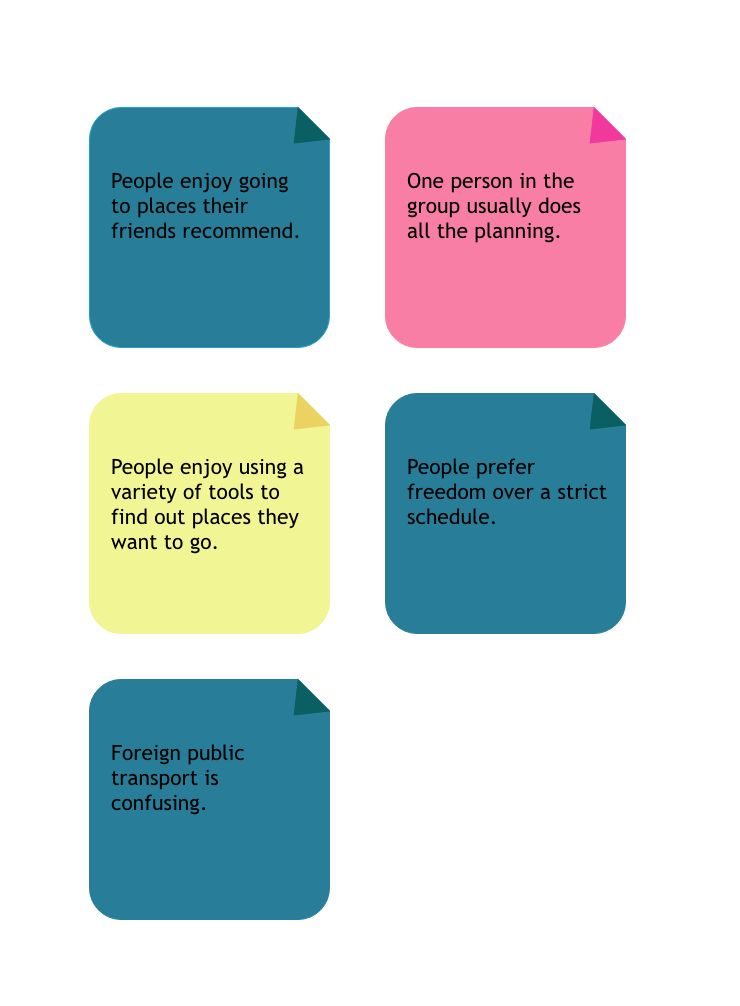 People enjoy going
to places their
friends recommend.
One person in the
group usually does
all the planning.
People enjoy using a
variety of tools to
find out places they
want to go.
People prefer
freedom over a strict
schedule.
Foreign public
transport is
confusing.